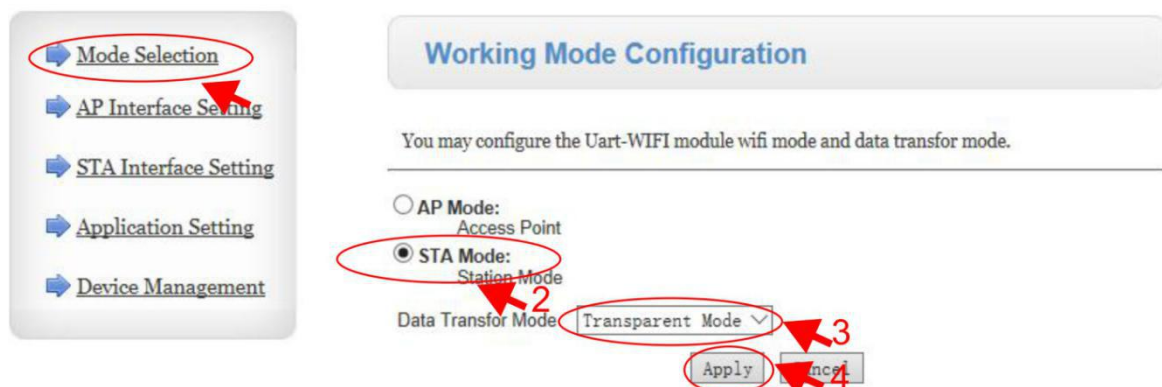 Mode Selection
AP Interface Setting
STA Interface Setting
Application Setting
Device Management
Working Mode Configuration
You may configure the Uart-WIFI module wifi mode and data transfor mode.
AP Mode:
Access Point
STA Mode:
Station Mode
2
Data Transfor Mode Transparent Mode
3
Apply Cancel
4